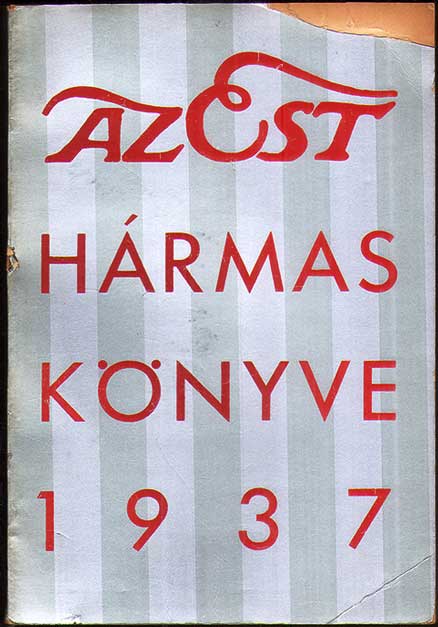 AZ EST
HÁRMAS
KÖNYVE
1937